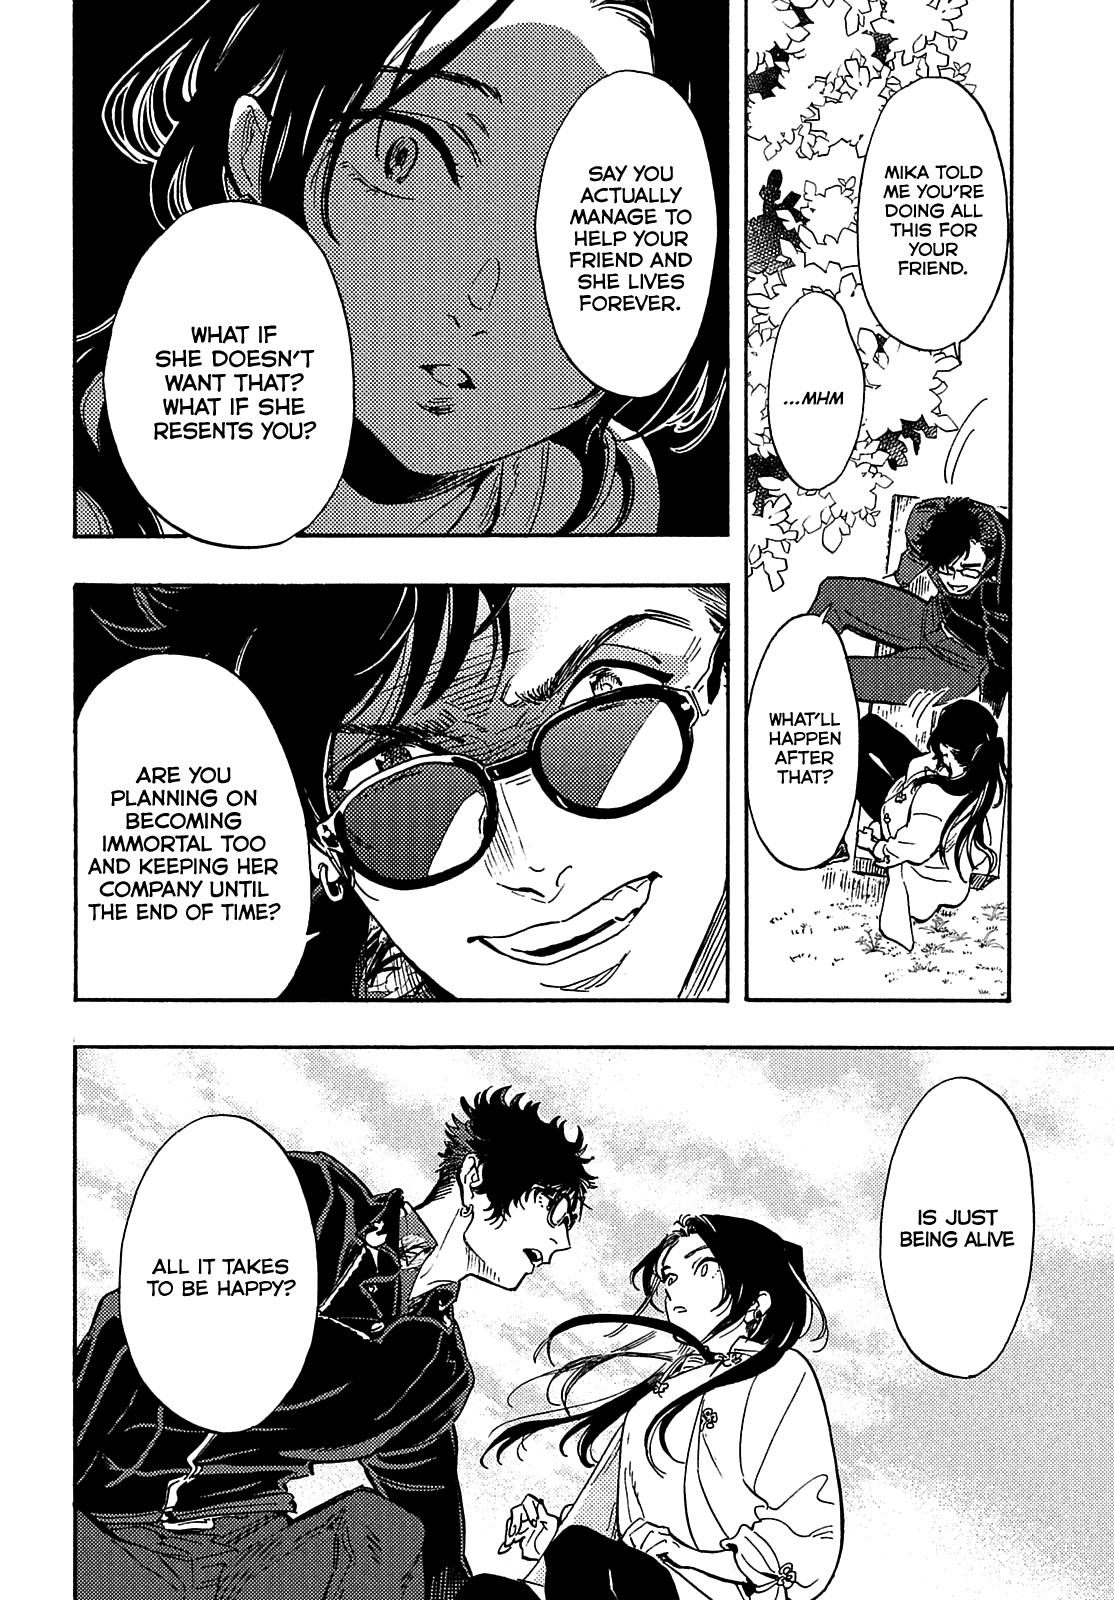 MIKA TOLD
ME YOU'RE
DOING ALL
THIS FOR
YOUR
FRIEND.
...MHM
WHAT'LL
HAPPEN
AFTER
THAT?
SAY YOU
ACTUALLY
MANAGE TO
HELP YOUR
FRIEND AND
SHE LIVES
FOREVER.
WHAT IF
SHE DOESN'T
WANT THAT?
WHAT IF SHE
RESENTS YOU?
ARE YOU
PLANNING ON
BECOMING
IMMORTAL TOO
AND KEEPING HER
COMPANY UNTIL
THE END OF TIME?
IS JUST
BEING ALIVE
ALL IT TAKES
TO BE HAPPY?